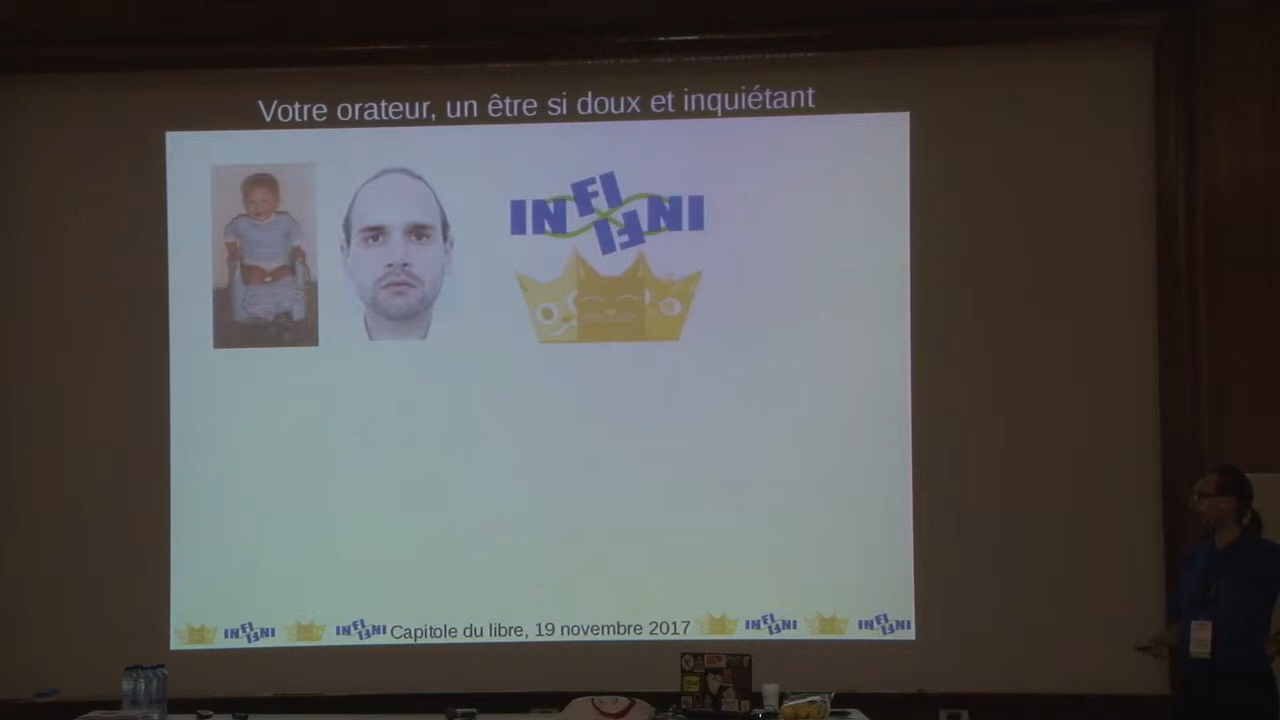 Votre orateur, un être si doux et inquiétant
INFINI
INFINI INFINI Capitole du libre, 19 novembre 2017 INFINI INFINI